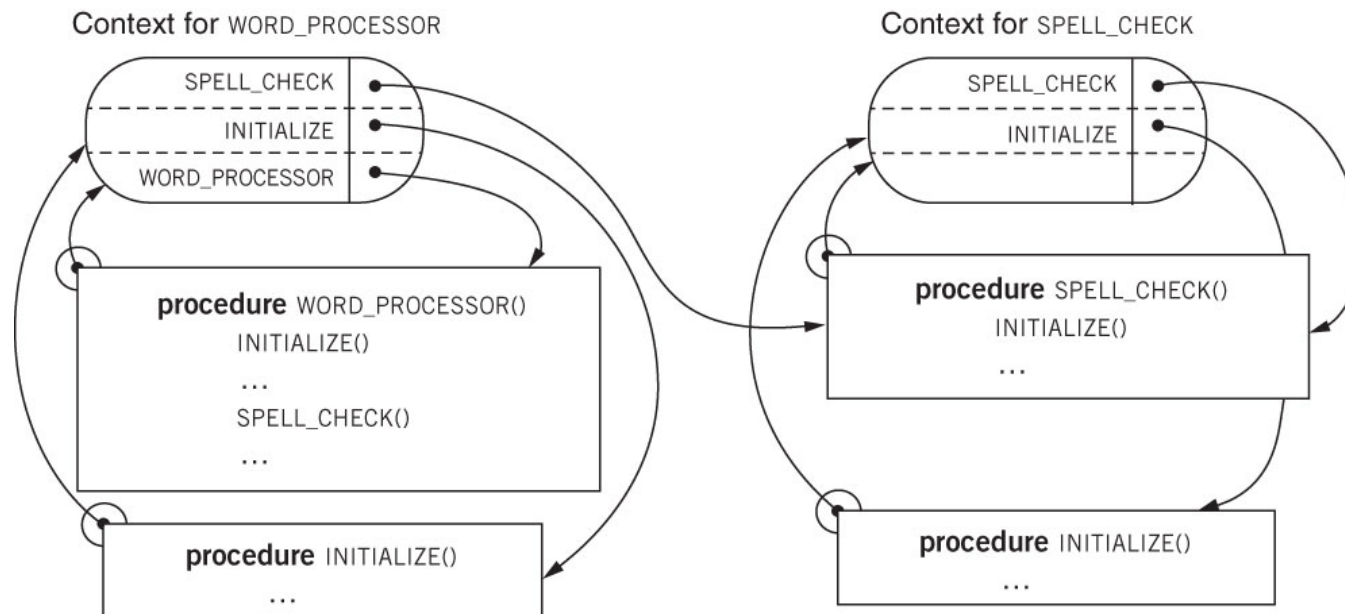 Context for WORD_PROCESSOR
SPELL_CHECK
INITIALIZE
WORD_PROCESSOR
procedure WORD_PROCESSOR()
INITIALIZE()
...
SPELL_CHECK()
...
procedure INITIALIZE()
...
Context for SPELL_CHECK
SPELL_CHECK
INITIALIZE
procedure SPELL_CHECK()
INITIALIZE()
...
procedure INITIALIZE()
...